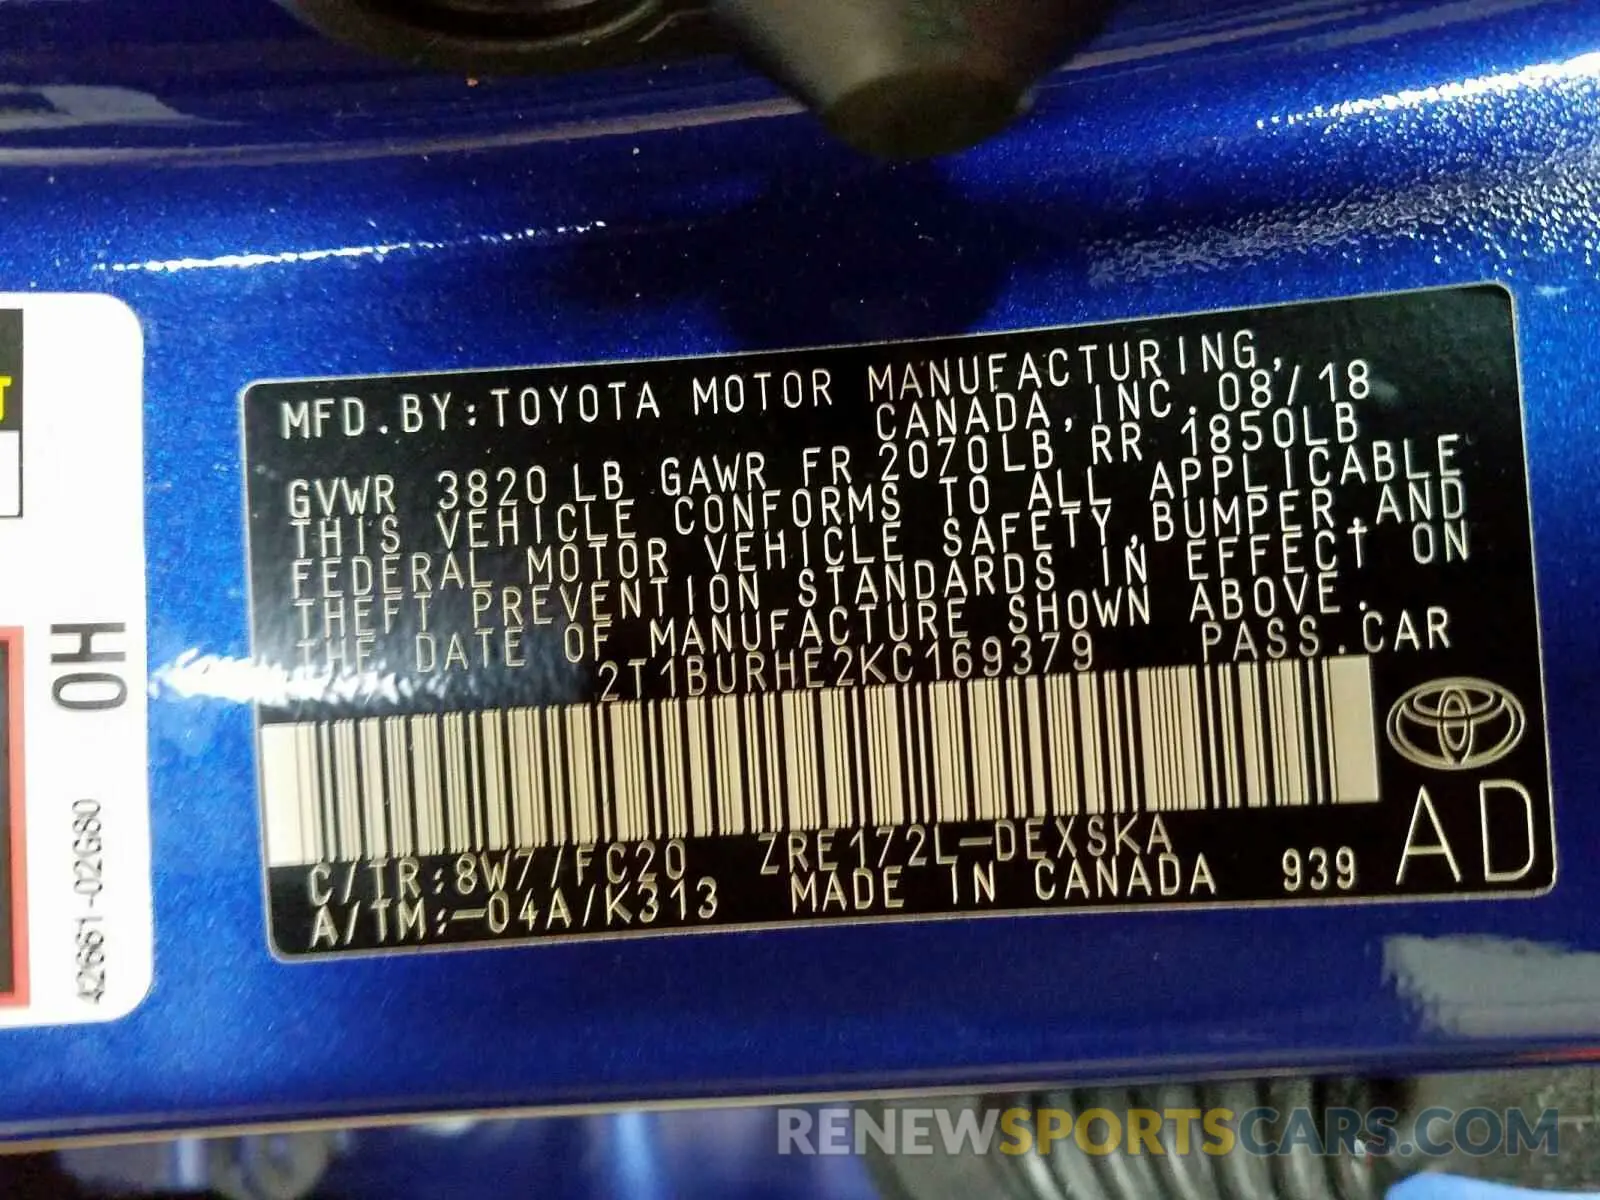 MFD.BY:TOYOTA MOTOR MANUFACTURING,
CANADA,INC. 08/18
GVWR 3820 LB GAWR FR 2070LB RR 1850LB
THIS VEHICLE CONFORMS TO ALL APPLICABLE
FEDERAL MOTOR VEHICLE SAFETY,BUMPER,AND
THEFT PREVENTION STANDARDS IN EFFECT ON
THE DATE OF MANUFACTURE SHOWN ABOVE.
2T1BURHE2KC169379 PASS.CAR
C/TR:8W7/FC20 ZRE172L-DEXSKA
A/TM:-04A/K313 MADE IN CANADA 939
AD
0H
42661-02G80
RENEWSPORTSCARS.COM